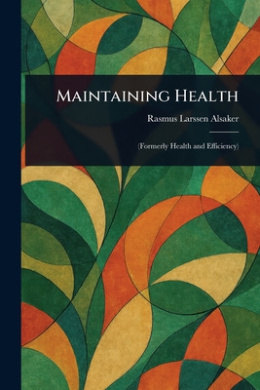 Maintaining Health
Rasmus Larssen Alsaker
(Formerly Health and Efficiency)